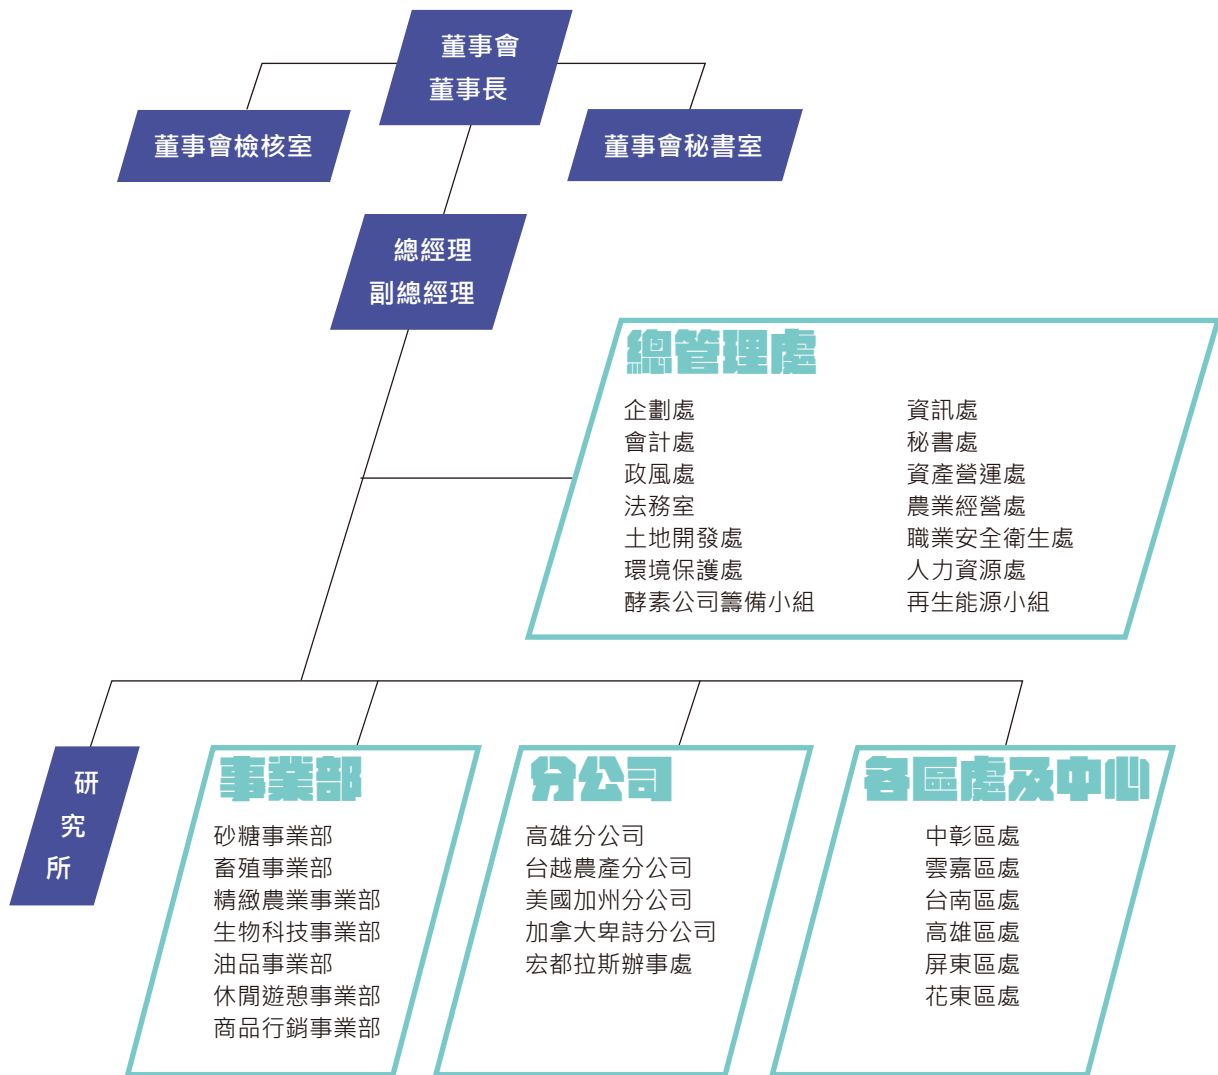 董事會
董事長
董事會檢核室
董事會秘書室
總經理
副總經理
總管理處
企劃處
會計處
政風處
法務室
土地開發處
環境保護處
酵素公司籌備小組
資訊處
秘書處
資產營運處
農業經營處
職業安全衛生處
人力資源處
再生能源小組
研
究
所
事業部
砂糖事業部
畜殖事業部
精緻農業事業部
生物科技事業部
油品事業部
休閒遊憩事業部
商品行銷事業部
分公司
高雄分公司
台越農產分公司
美國加州分公司
加拿大卑詩分公司
宏都拉斯辦事處
各區處及中心
中彰區處
雲嘉區處
台南區處
高雄區處
屏東區處
花東區處